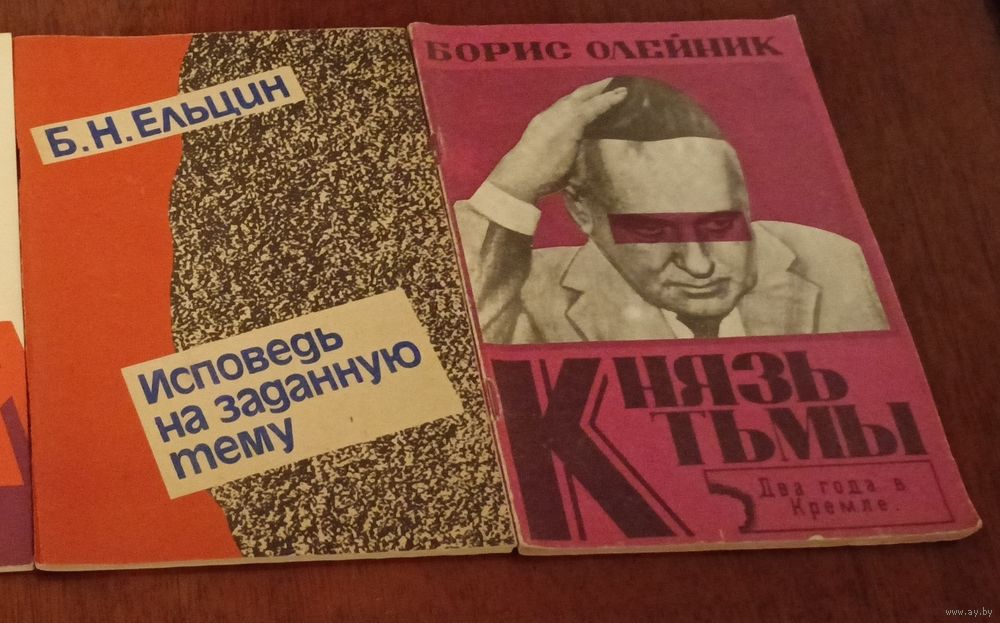 Б.Н.Ельцин
Исповедь
на заданную
тему
БОРИС ОЛЕЙНИК
КНЯЗЬ
ТЬМЫ
Два года в
Кремле.
www.ay.by